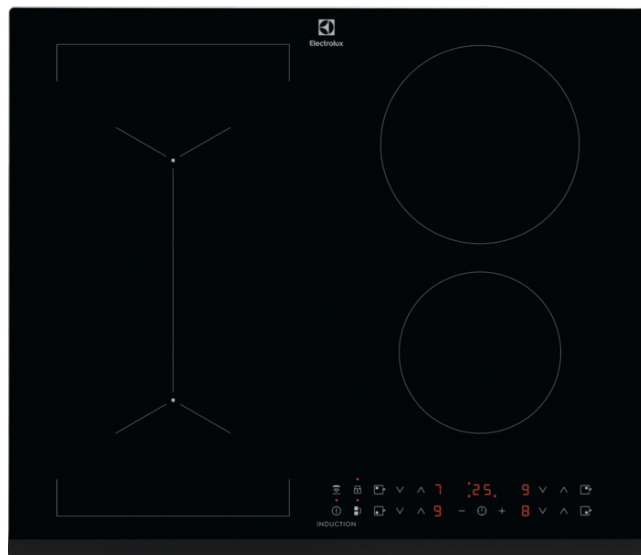 Electrolux
7 25. 9
9 − + 8
INDUCTION